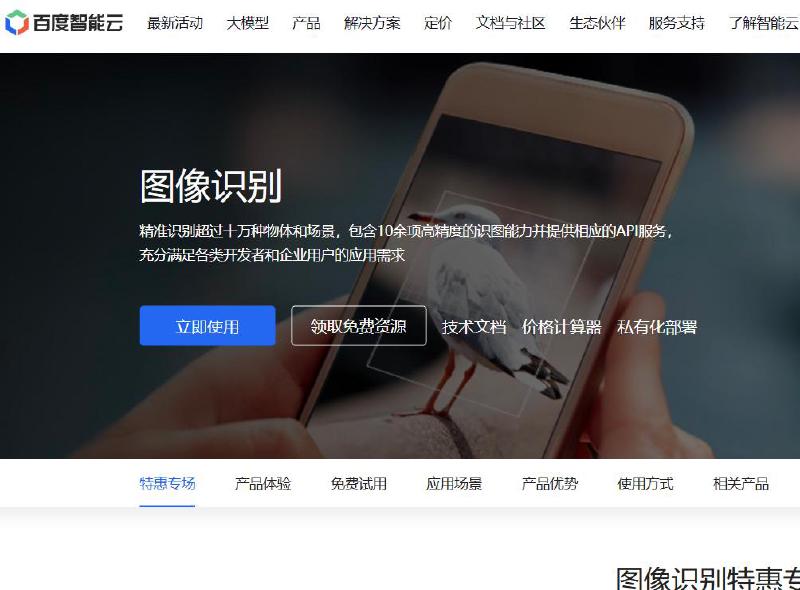 百度智能云 最新活动 大模型 产品 解决方案 定价 文档与社区 生态伙伴 服务支持 了解智能云
图像识别
精准识别超过十万种物体和场景，包含10余项高精度的识图能力并提供相应的API服务，
充分满足各类开发者和企业用户的应用需求
立即使用 领取免费资源 技术文档 价格计算器 私有化部署
特惠专场 产品体验 免费试用 应用场景 产品优势 使用方式 相关产品
图像识别特惠专